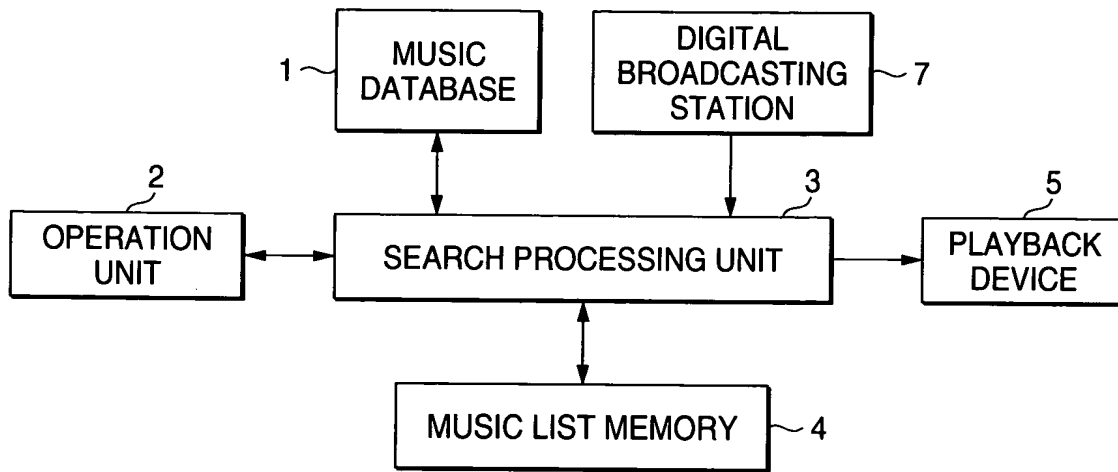 1
MUSIC
DATABASE
DIGITAL
BROADCASTING
STATION
7
2
OPERATION
UNIT
3
SEARCH PROCESSING UNIT
5
PLAYBACK
DEVICE
MUSIC LIST MEMORY
4